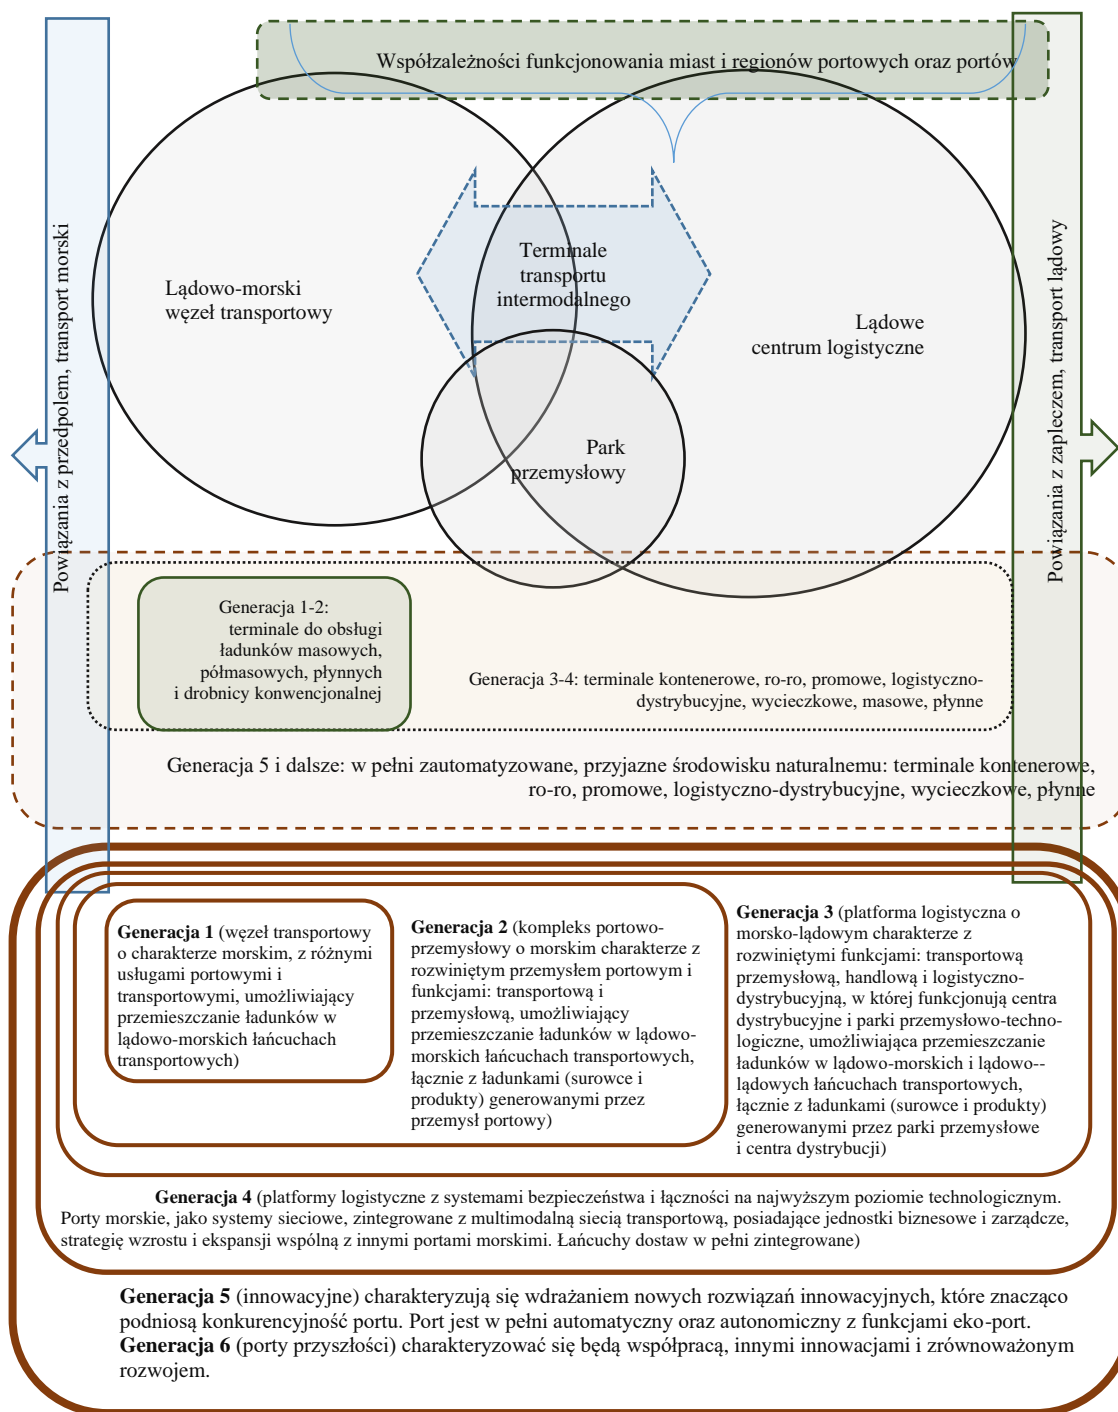 Współzależności funkcjonowania miast i regionów portowych oraz portów
Powiązania z przedpolem, transport morski
Powiązania z zapleczem, transport lądowy
Terminale
transportu
intermodalnego
Lądowo-morski
węzeł transportowy
Lądowe
centrum logistyczne
Park
przemysłowy
Generacja 1-2:
terminale do obsługi
ładunków masowych,
półmasowych, płynnych
i drobnicy konwencjonalnej
Generacja 3-4: terminale kontenerowe, ro-ro, promowe, logistyczno-
dystrybucyjne, wycieczkowe, masowe, płynne
Generacja 5 i dalsze: w pełni zautomatyzowane, przyjazne środowisku naturalnemu: terminale kontenerowe,
ro-ro, promowe, logistyczno-dystrybucyjne, wycieczkowe, płynne
Generacja 1 (węzeł transportowy
o charakterze morskim, z różnymi
usługami portowymi i
transportowymi, umożliwiający
przemieszczanie ładunków w
lądowo-morskich łańcuchach
transportowych)
Generacja 2 (kompleks portowo-
przemysłowy o morskim charakterze z
rozwiniętym przemysłem portowym i
funkcjami: transportową i
przemysłową, umożliwiający
przemieszczanie ładunków w lądowo-
morskich łańcuchach transportowych,
łącznie z ładunkami (surowce i
produkty) generowanymi przez
przemysł portowy)
Generacja 3 (platforma logistyczna o
morsko-lądowym charakterze z
rozwiniętymi funkcjami: transportową
przemysłową, handlową i logistyczno-
dystrybucyjną, w której funkcjonują centra
dystrybucyjne i parki przemysłowo-techno-
logiczne, umożliwiająca przemieszczanie
ładunków w lądowo-morskich i lądowo--
lądowych łańcuchach transportowych,
łącznie z ładunkami (surowce i produkty)
generowanymi przez parki przemysłowe
i centra dystrybucji)
Generacja 4 (platformy logistyczne z systemami bezpieczeństwa i łączności na najwyższym poziomie technologicznym.
Porty morskie, jako systemy sieciowe, zintegrowane z multimodalną siecią transportową, posiadające jednostki biznesowe i zarządcze,
strategię wzrostu i ekspansji wspólną z innymi portami morskimi. Łańcuchy dostaw w pełni zintegrowane)
Generacja 5 (innowacyjne) charakteryzują się wdrażaniem nowych rozwiązań innowacyjnych, które znacząco
podniosą konkurencyjność portu. Port jest w pełni automatyczny oraz autonomiczny z funkcjami eko-port.
Generacja 6 (porty przyszłości) charakteryzować się będą współpracą, innymi innowacjami i zrównoważonym
rozwojem.